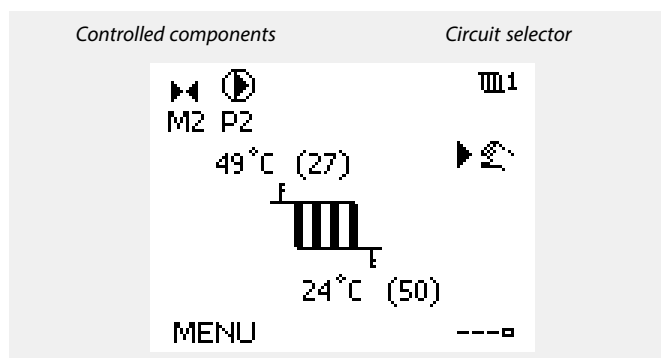 Controlled components Circuit selector
1
M2 P2
49°C (27)
24°C (50)
MENU ---